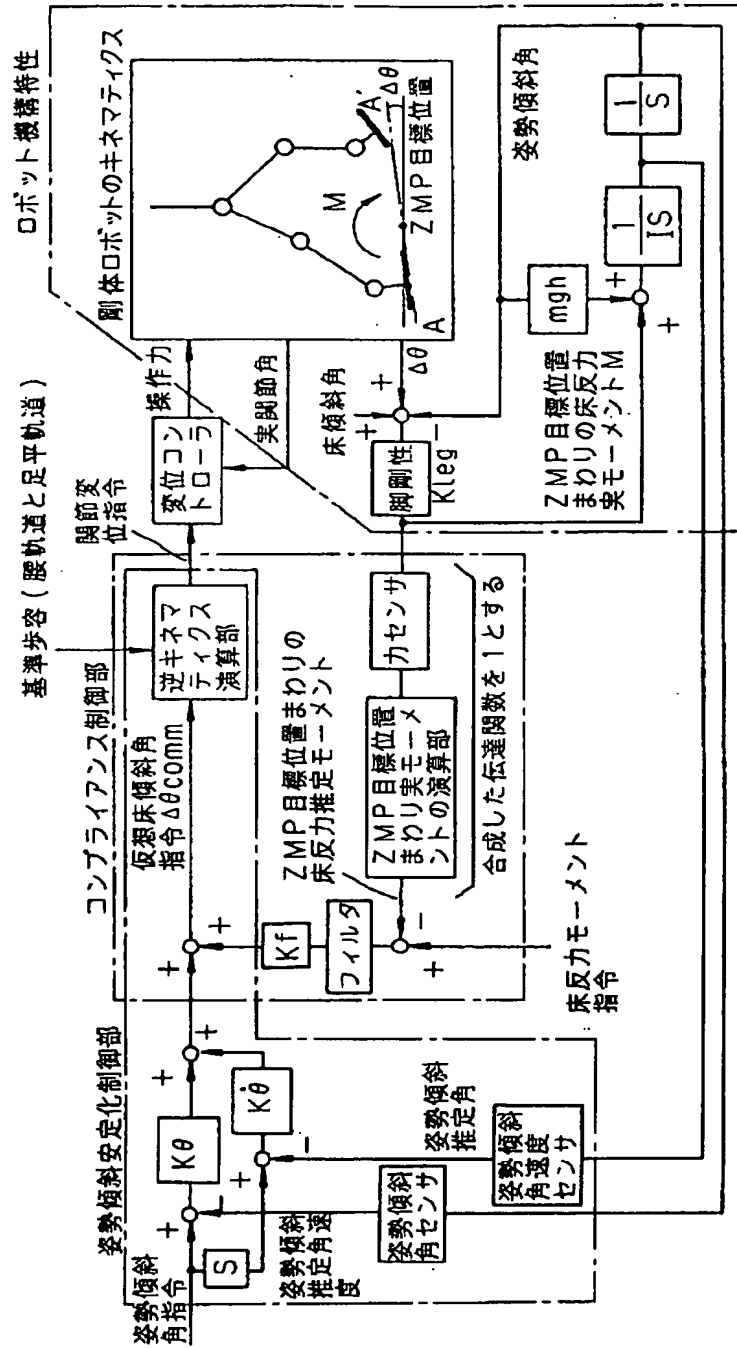 姿勢傾斜
角指令
姿勢傾斜安定化制御部
+
−
Kθ
S
+
−
Kθ̇
+
+
姿勢傾斜
推定角速
度
姿勢傾斜
推定角
姿勢傾斜
角センサ
姿勢傾斜
角速度
センサ
コンプライアンス制御部
基準歩容(腰軌道と足平軌道)
仮想床傾斜角
指令Δθcomm
+
+
逆キネマ
ティクス
演算部
関節変
位指令
Kf
フィルタ
+
−
床反力モーメント
指令
ZMP目標位置まわりの
床反力推定モーメント
ZMP目標位置
まわり実モーメ
ントの演算部
力センサ
合成した伝達関数を1とする
ロボット機構特性
変位コン
トローラ
操作力
実関節角
剛体ロボットのキネマティクス
M
A
A'
Δθ
ZMP目標位置
床傾斜角
+
+
−
Δθ
脚剛性
Kleg
姿勢傾斜角
mgh
+
+
1
IS
1
S
ZMP目標位置
まわりの床反力
実モーメントM